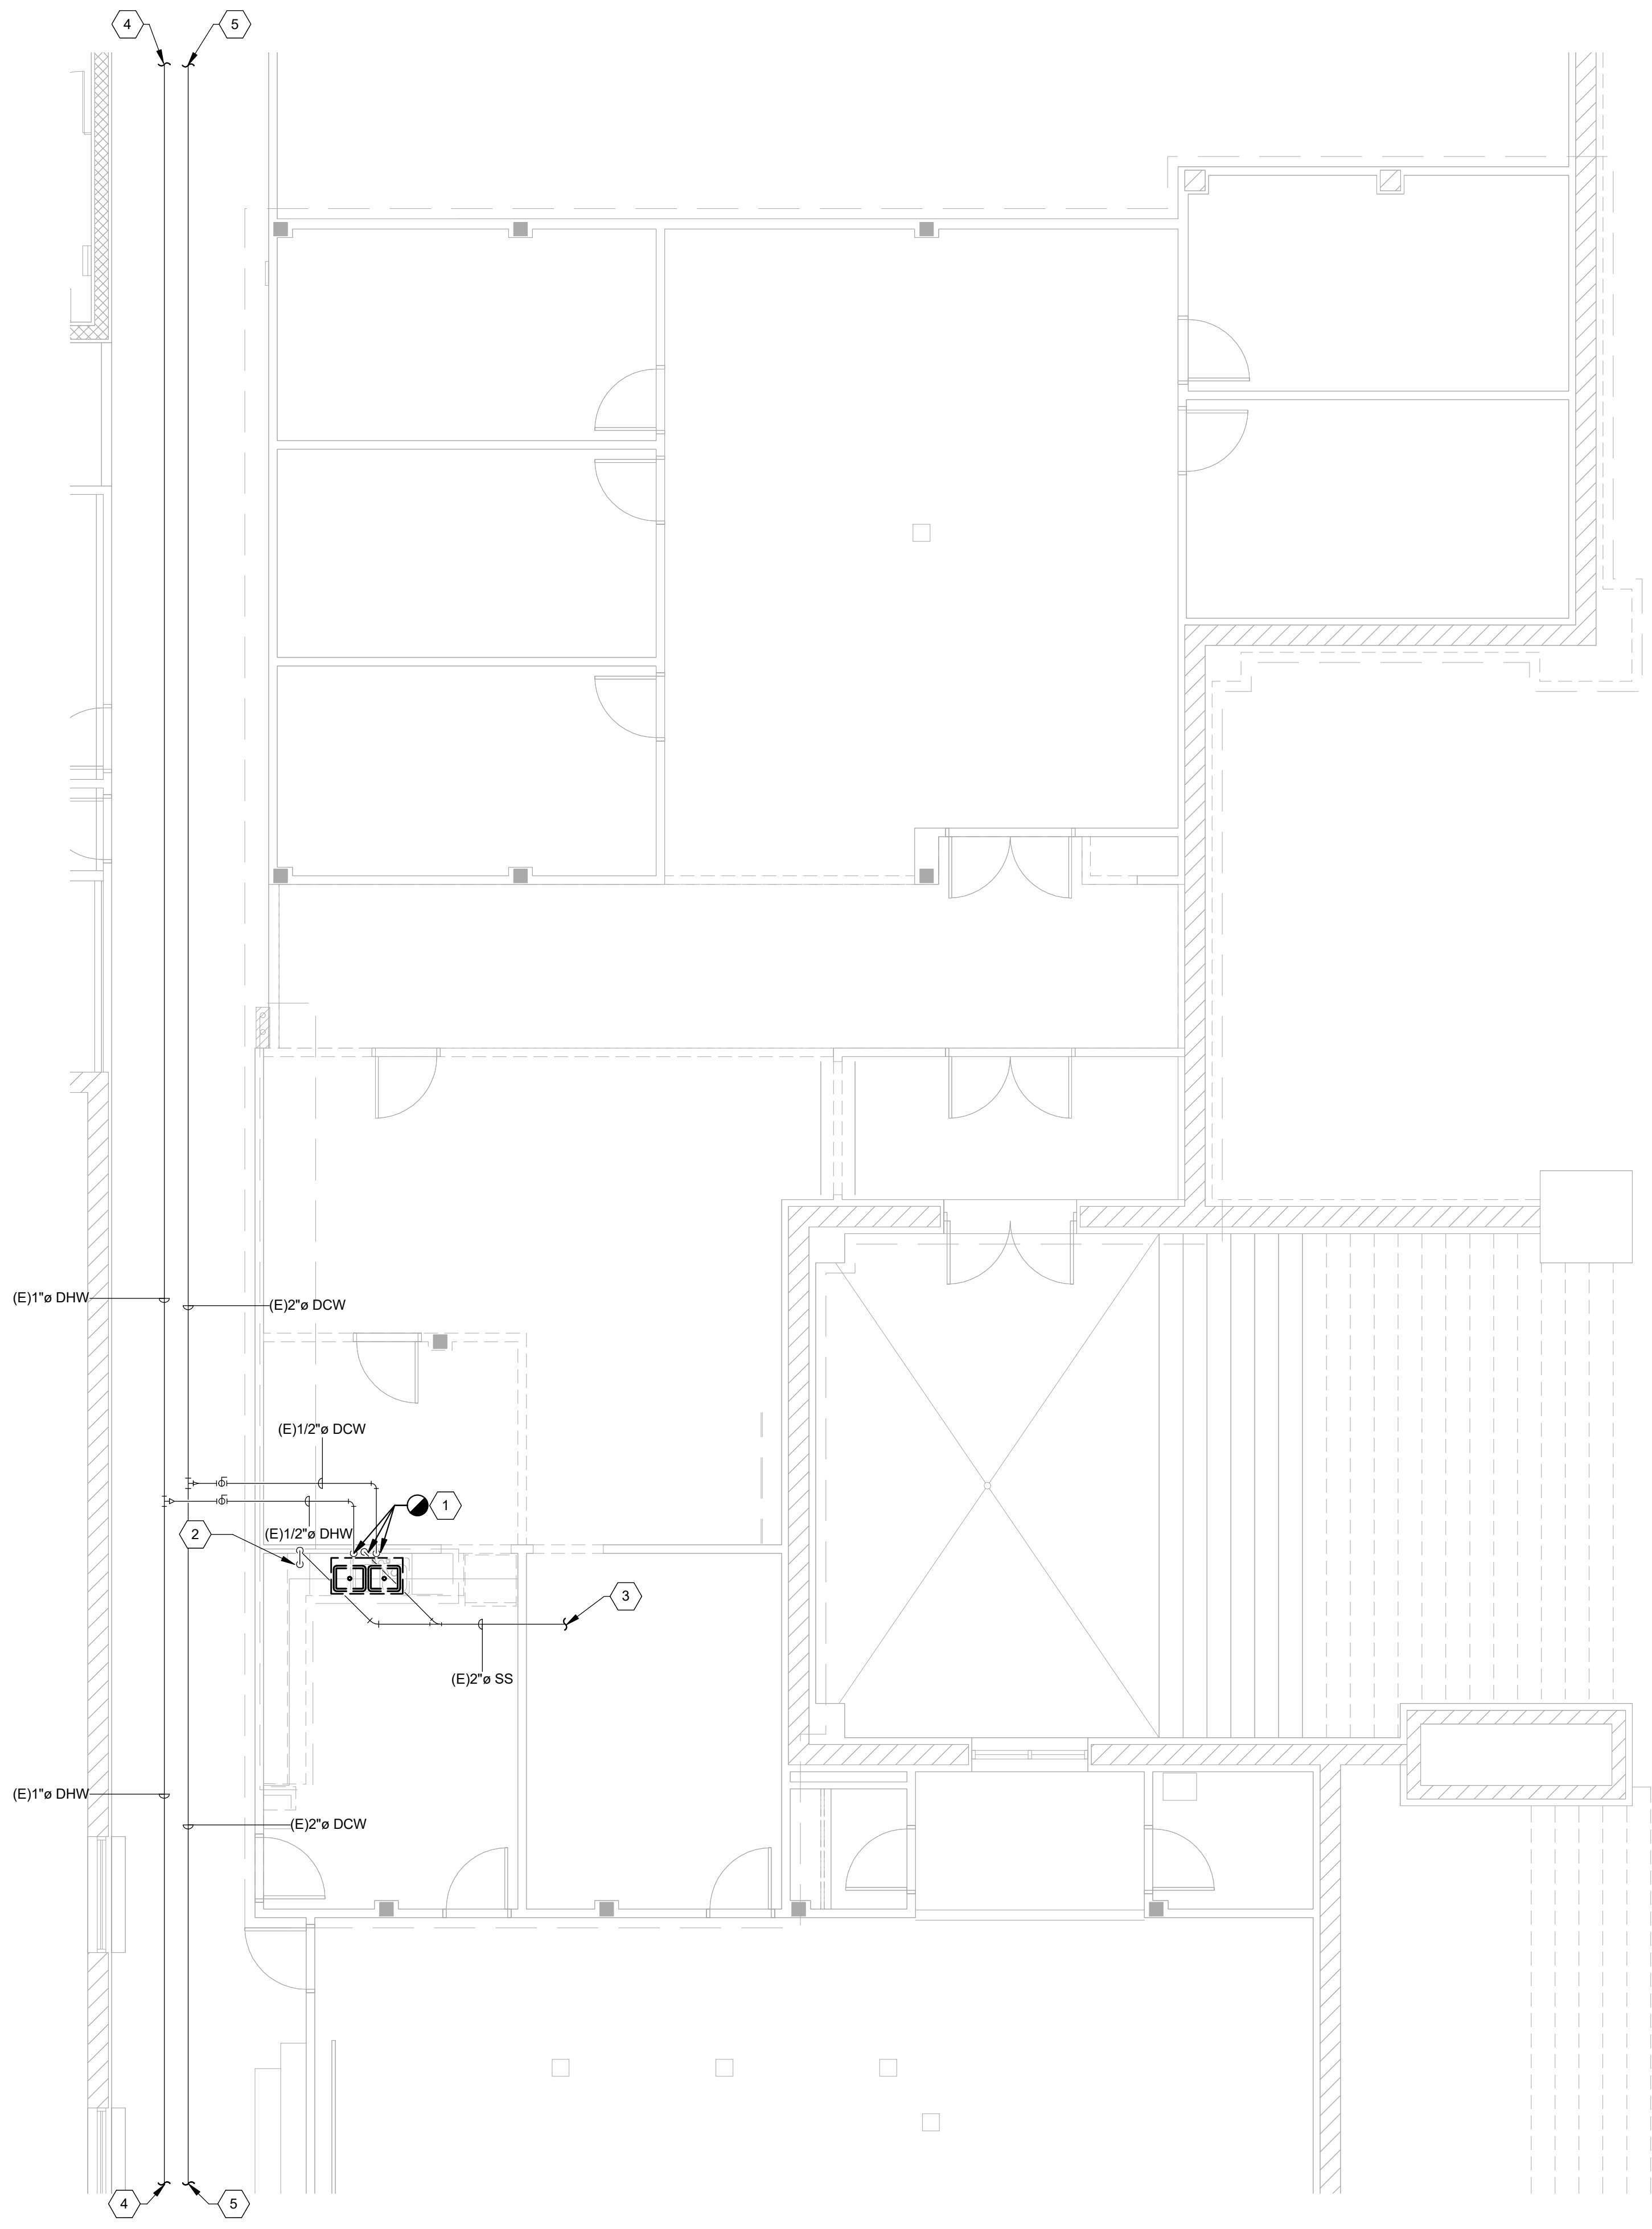 4
5
(E)1"ø DHW
(E)2"ø DCW
(E)1/2"ø DCW
1
2
(E)1/2"ø DHW
3
(E)2"ø SS
(E)1"ø DHW
(E)2"ø DCW
4
5